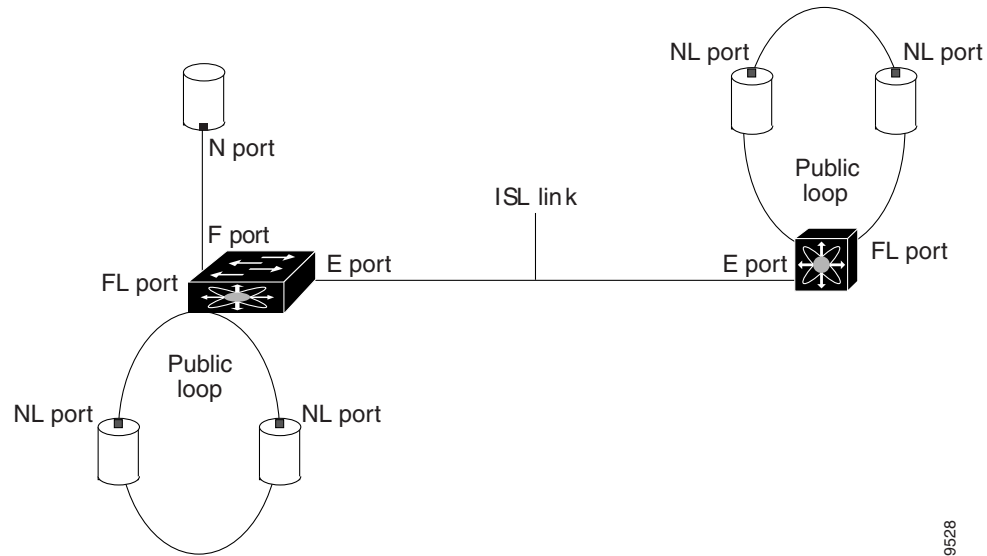 NL port
NL port
N port
Public
loop
ISL link
F port
E port
E port
FL port
FL port
Public
loop
NL port
NL port
9528